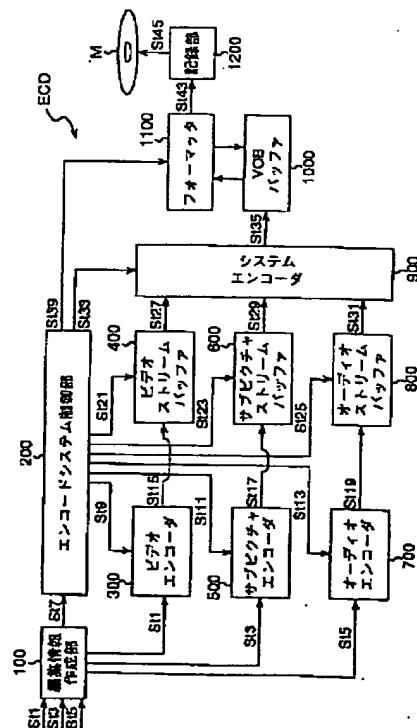 ECD
M
St45
1200
記録部
St43
1100
フォーマッタ
VOB
バッファ
1000
St35
St39
St33
システム
エンコーダ
900
200
エンコードシステム制御部
St7
100
編集情報
作成部
St1
St3
St5
St21
400
ビデオ
ストリーム
バッファ
St27
St23
600
サブピクチャ
ストリーム
バッファ
St29
St25
オーディオ
ストリーム
バッファ
800
St31
St9
300
ビデオ
エンコーダ
St15
St1
St11
500
サブピクチャ
エンコーダ
St17
St3
St13
オーディオ
エンコーダ
700
St19
St5